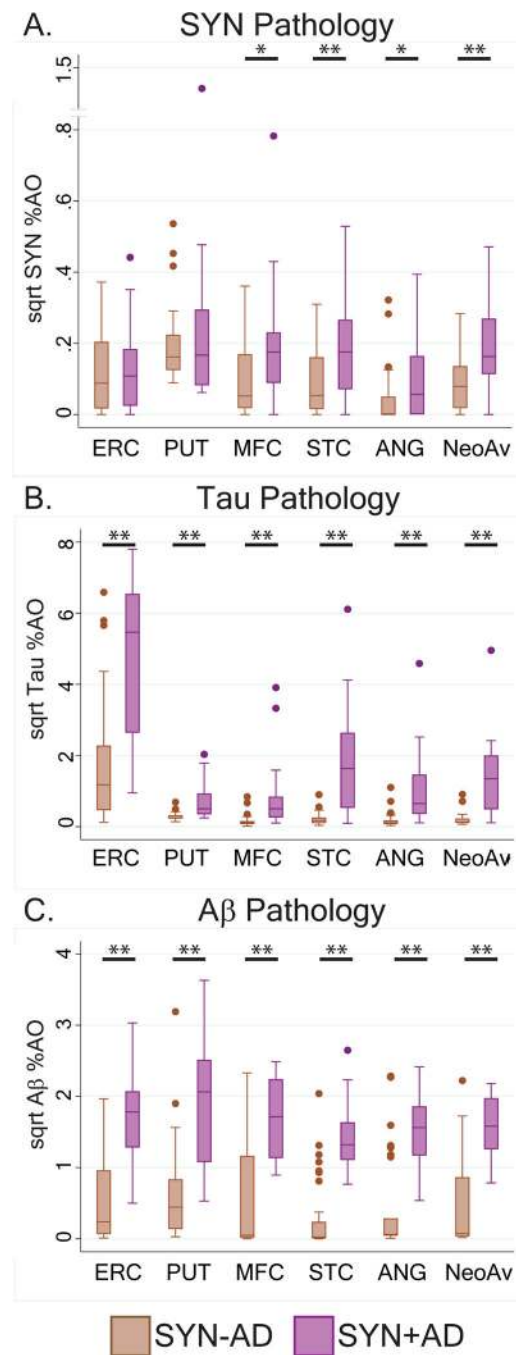 A. SYN Pathology
* ** * **
1.5
.8
.6
.4
.2
0
sqrt SYN %AO
ERC PUT MFC STC ANG NeoAv
B. Tau Pathology
** ** ** ** ** **
8
6
4
2
0
sqrt Tau %AO
ERC PUT MFC STC ANG NeoAv
C. Aβ Pathology
** ** ** ** ** **
4
3
2
1
0
sqrt Aβ %AO
ERC PUT MFC STC ANG NeoAv
SYN-AD SYN+AD